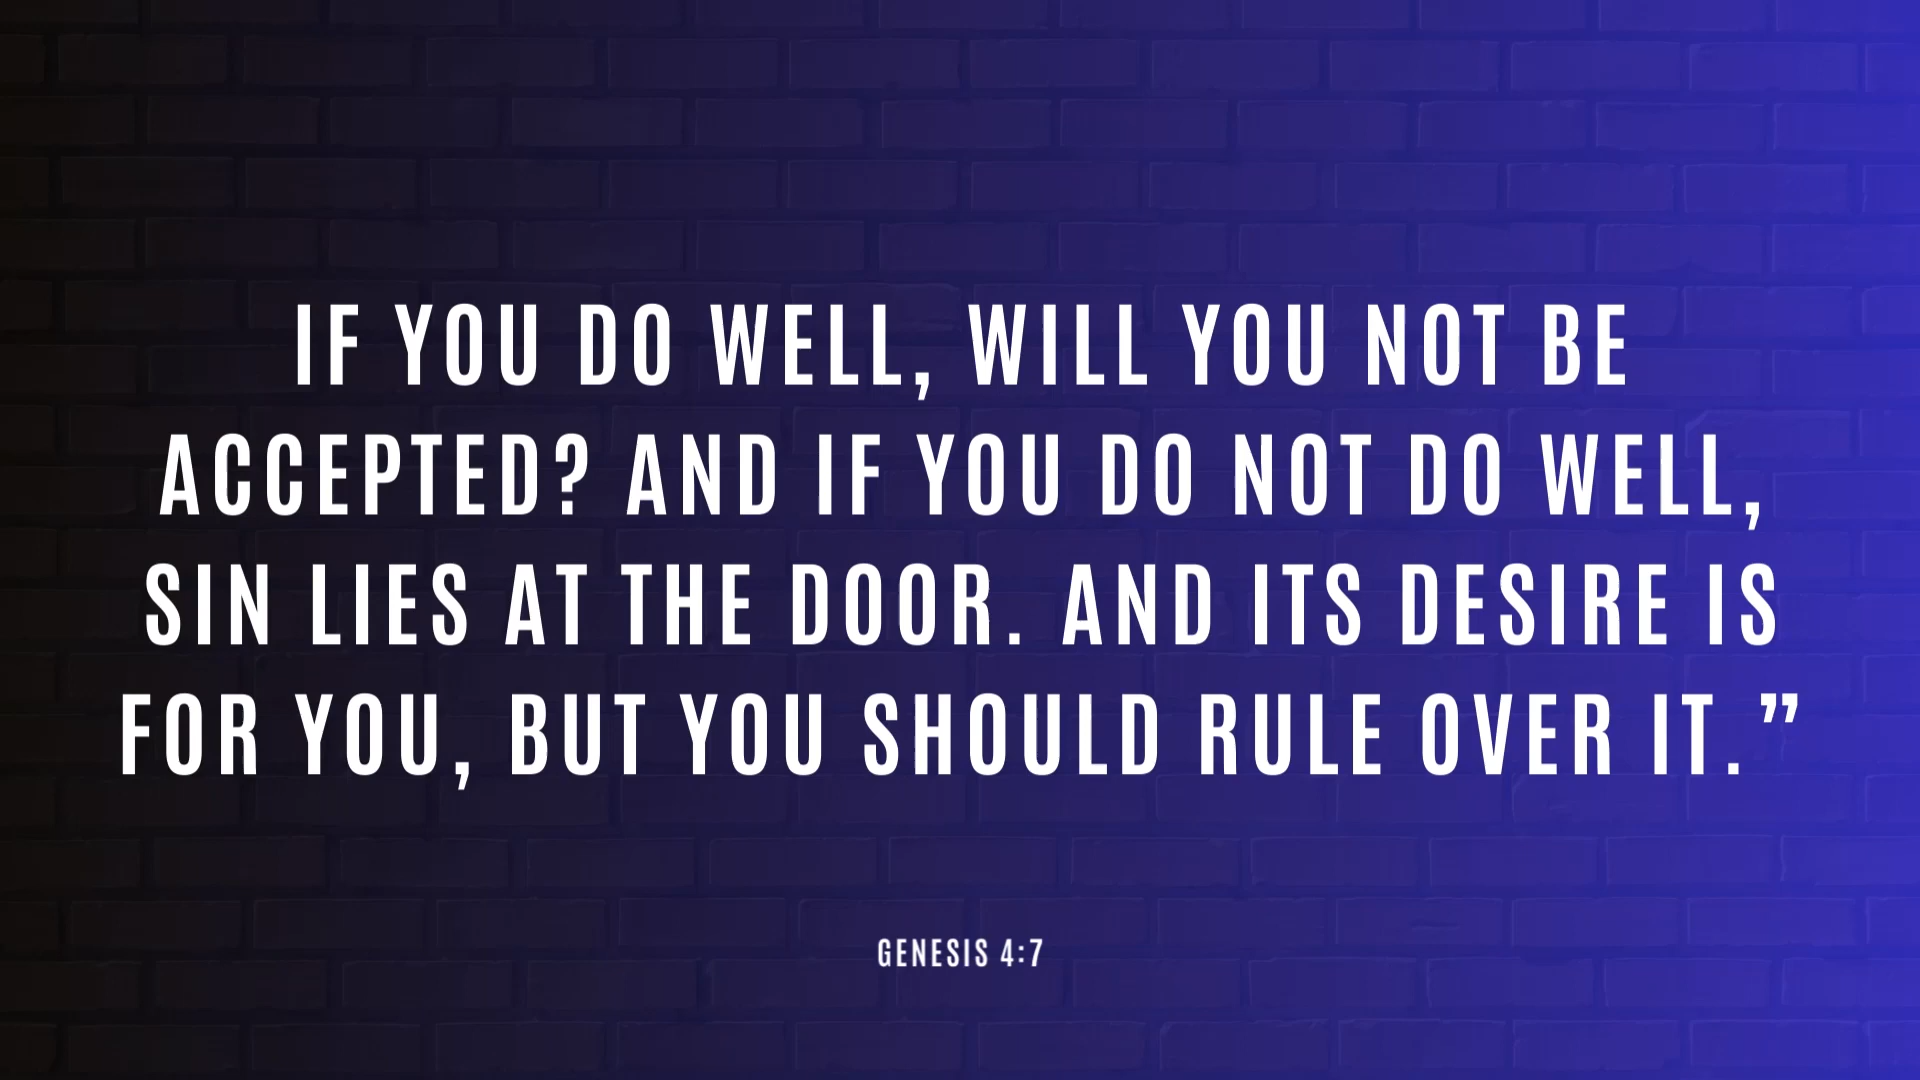 IF YOU DO WELL, WILL YOU NOT BE
ACCEPTED? AND IF YOU DO NOT DO WELL,
SIN LIES AT THE DOOR. AND ITS DESIRE IS
FOR YOU, BUT YOU SHOULD RULE OVER IT.”
GENESIS 4:7